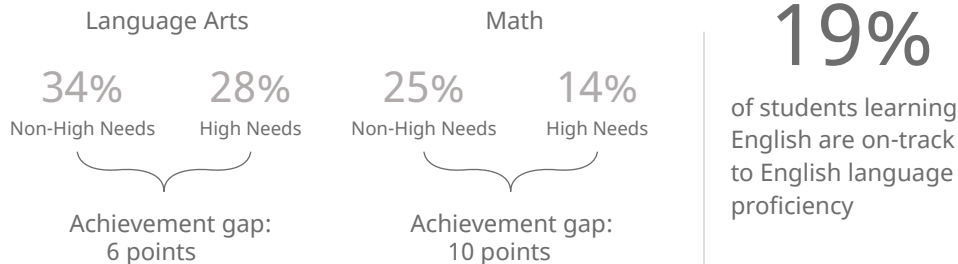 Language Arts
34% 28%
Non-High Needs High Needs
Achievement gap:
6 points
Math
25% 14%
Non-High Needs High Needs
Achievement gap:
10 points
19%
of students learning
English are on-track
to English language
proficiency